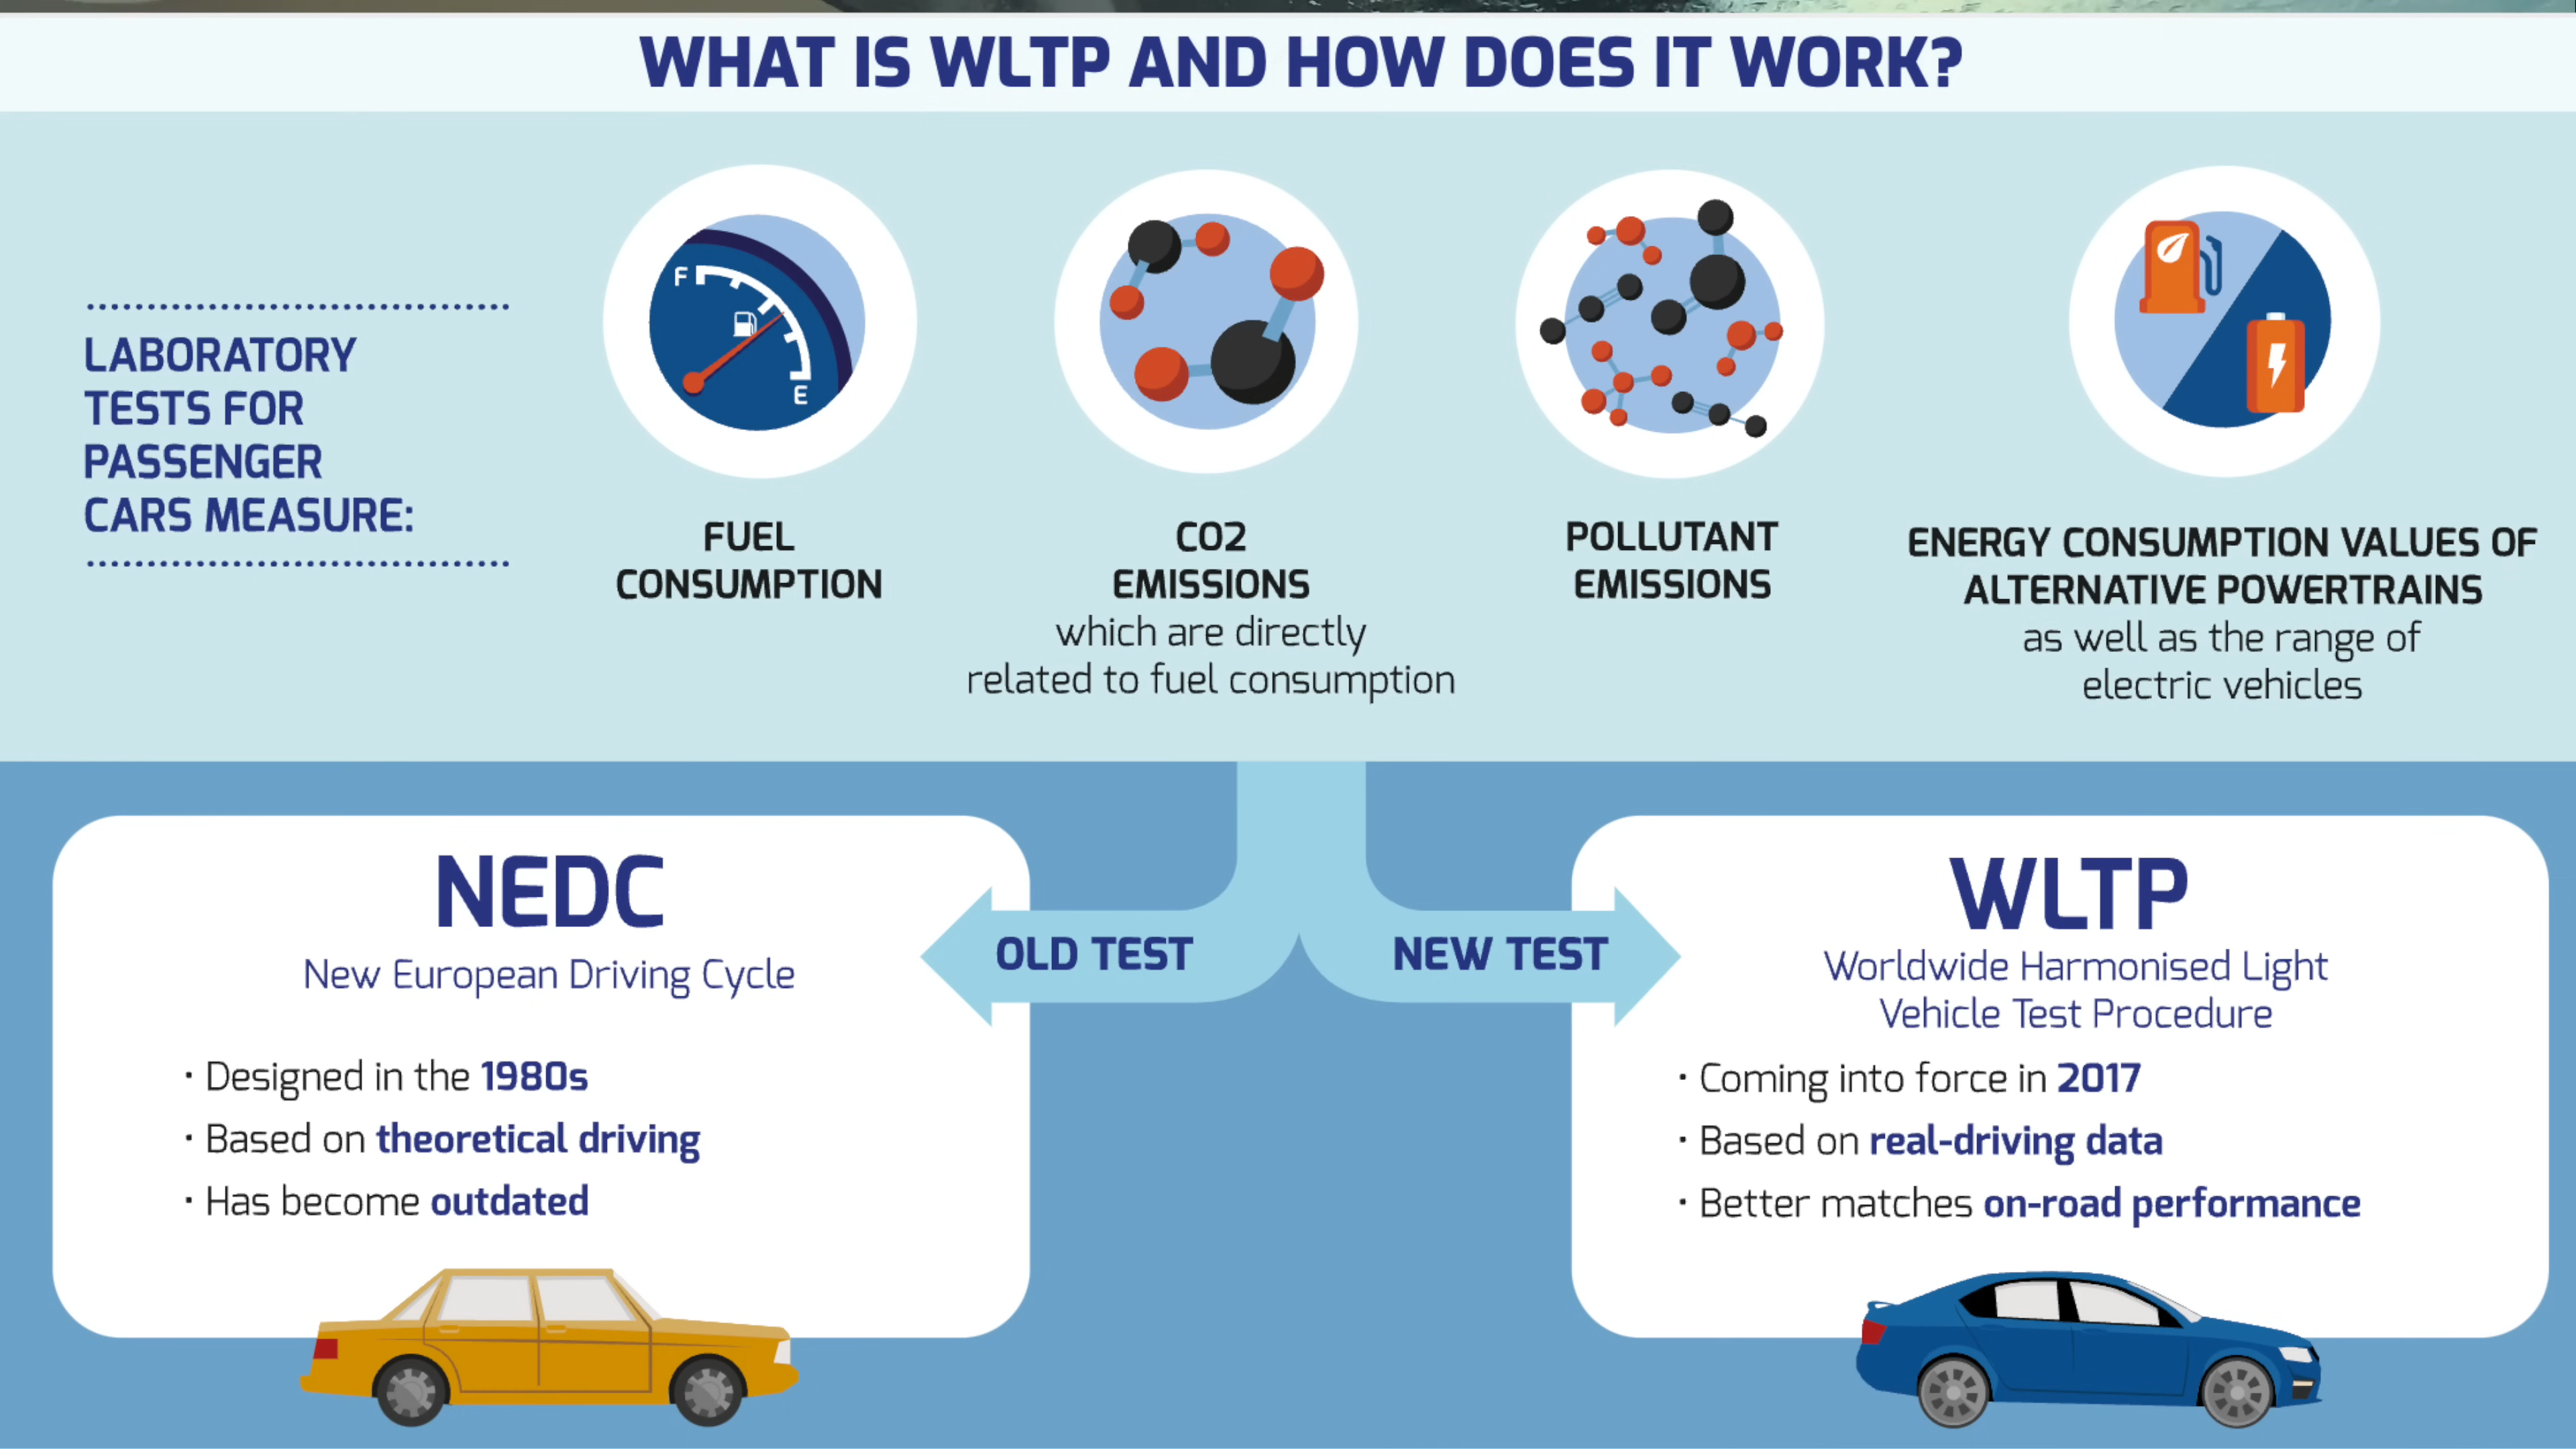 WHAT IS WLTP AND HOW DOES IT WORK?
LABORATORY
TESTS FOR
PASSENGER
CARS MEASURE:
F
E
FUEL
CONSUMPTION
CO2
EMISSIONS
which are directly
related to fuel consumption
POLLUTANT
EMISSIONS
ENERGY CONSUMPTION VALUES OF
ALTERNATIVE POWERTRAINS
as well as the range of
electric vehicles
OLD TEST
NEW TEST
NEDC
New European Driving Cycle
· Designed in the 1980s
· Based on theoretical driving
· Has become outdated
WLTP
Worldwide Harmonised Light
Vehicle Test Procedure
· Coming into force in 2017
· Based on real-driving data
· Better matches on-road performance